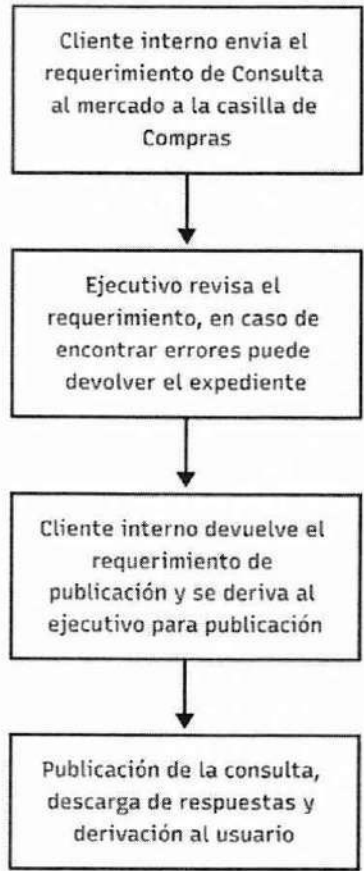 Cliente interno envia el
requerimiento de Consulta
al mercado a la casilla de
Compras
Ejecutivo revisa el
requerimiento, en caso de
encontrar errores puede
devolver el expediente
Cliente interno devuelve el
requerimiento de
publicación y se deriva al
ejecutivo para publicación
Publicación de la consulta,
descarga de respuestas y
derivación al usuario